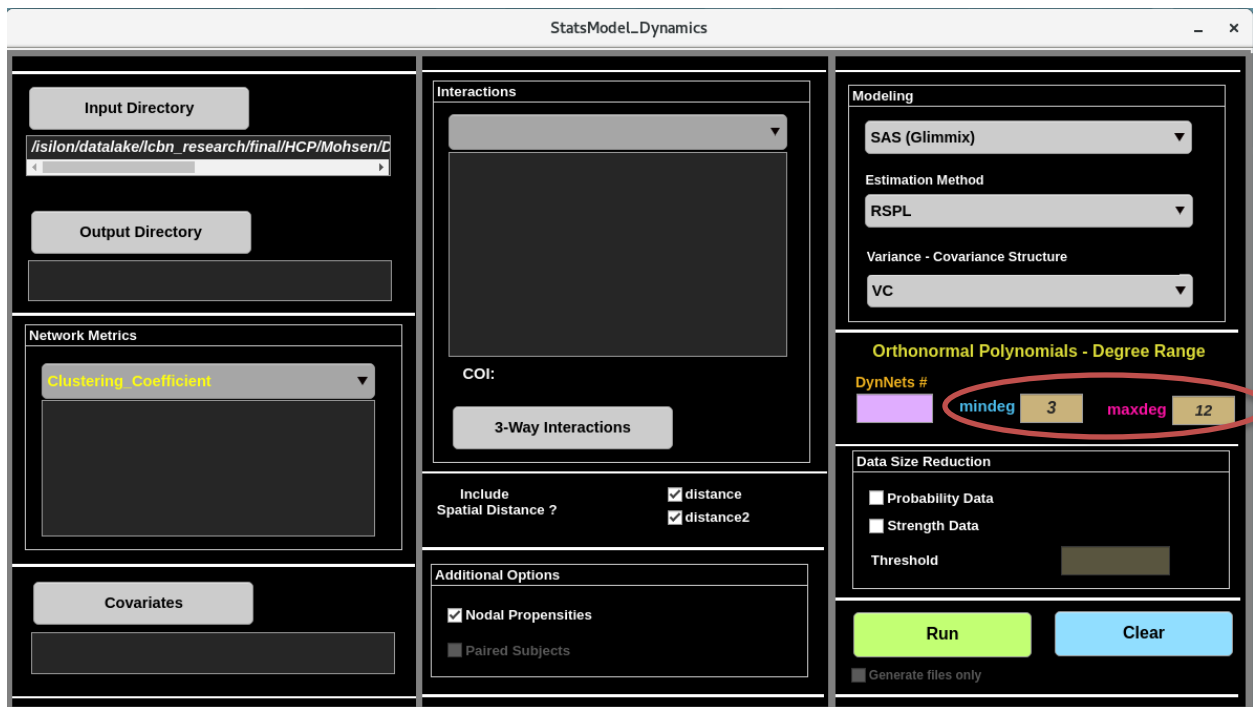 StatsModel_Dynamics
Input Directory
/isilon/datalake/lcbn_research/final/HCP/Mohsen/D
Output Directory
Network Metrics
Clustering_Coefficient
Covariates
Interactions
COI:
3-Way Interactions
Include
Spatial Distance ?
distance
distance2
Additional Options
Nodal Propensities
Paired Subjects
Modeling
SAS (Glimmix)
Estimation Method
RSPL
Variance - Covariance Structure
VC
Orthonormal Polynomials - Degree Range
DynNets #
mindeg 3 maxdeg 12
Data Size Reduction
Probability Data
Strength Data
Threshold
Run Clear
Generate files only